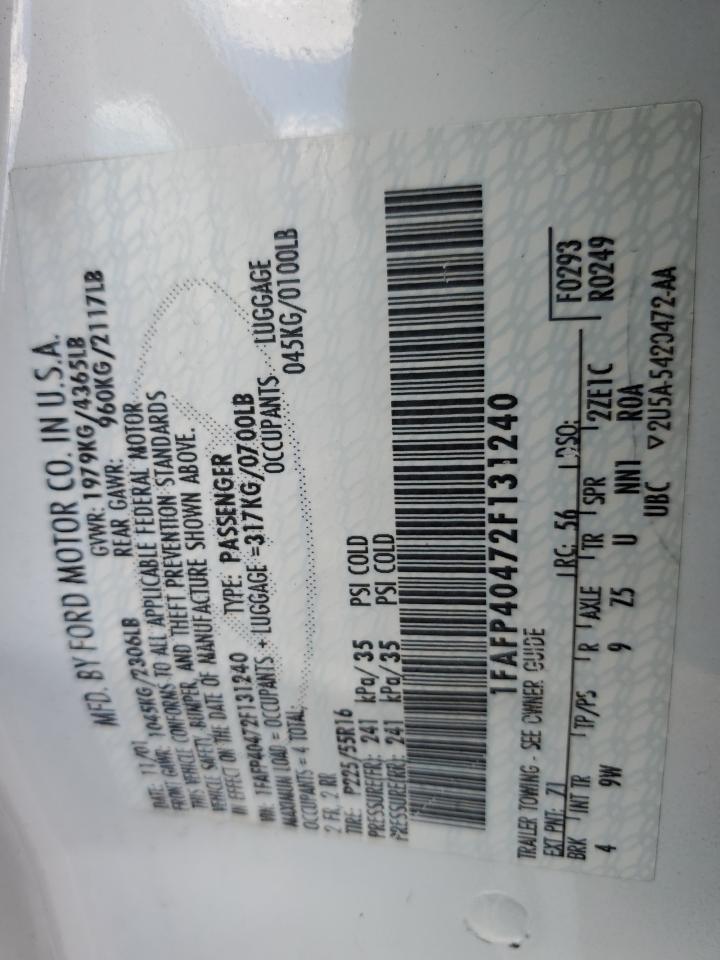 MFD. BY FORD MOTOR CO. IN U.S.A.
DATE: 11/01 GVWR: 1979KG/4365LB
FRONT GAWR: 1045KG/2306LB REAR GAWR: 960KG/2117LB
THIS VEHICLE CONFORMS TO ALL APPLICABLE FEDERAL MOTOR
VEHICLE SAFETY, BUMPER, AND THEFT PREVENTION STANDARDS
IN EFFECT ON THE DATE OF MANUFACTURE SHOWN ABOVE.
VIN: 1FAFP40472F131240 TYPE: PASSENGER
MAXIMUM LOAD = OCCUPANTS + LUGGAGE =317KG/0700LB
OCCUPANTS = 4 TOTAL, OCCUPANTS LUGGAGE
2 FR, 2 RR 045KG/0100LB
TIRE: P225/55R16
PRESSURE(FR): 241 kPa/ 35 PSI COLD
PRESSURE(RR): 241 kPa/ 35 PSI COLD
1FAFP40472F131240
TRAILER TOWING - SEE OWNER GUIDE
EXT PNT: Z1 RC: 56 DSO: F0293
BRK INT TR TP/PS R AXLE TR SPR 22E1C R0249
4 9W 9 Z5 U NN1 ROA
UBC ▽2U5A-5420472-AA